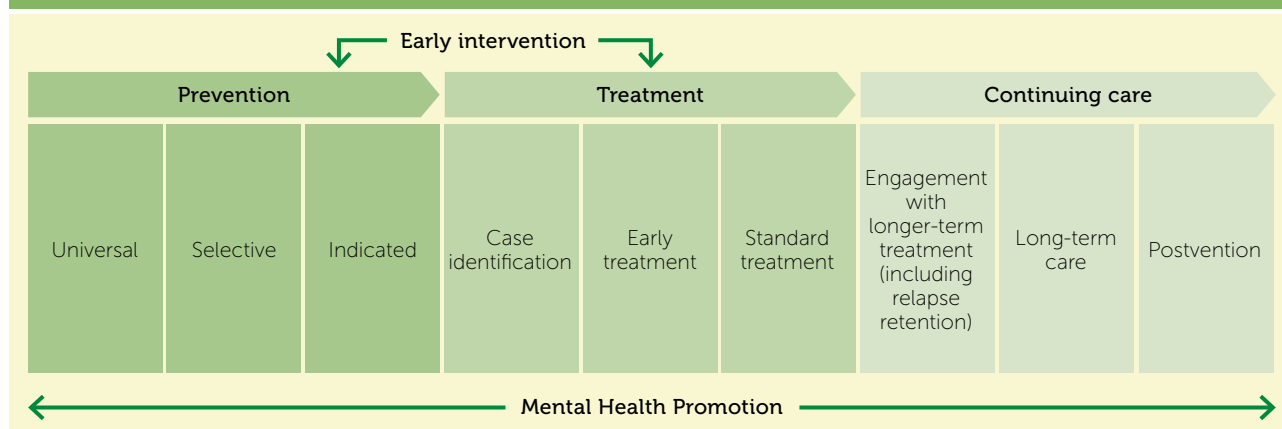 Early intervention
Prevention
Treatment
Continuing care
Universal
Selective
Indicated
Case
identification
Early
treatment
Standard
treatment
Engagement
with
longer-term
treatment
(including
relapse
retention)
Long-term
care
Postvention
Mental Health Promotion